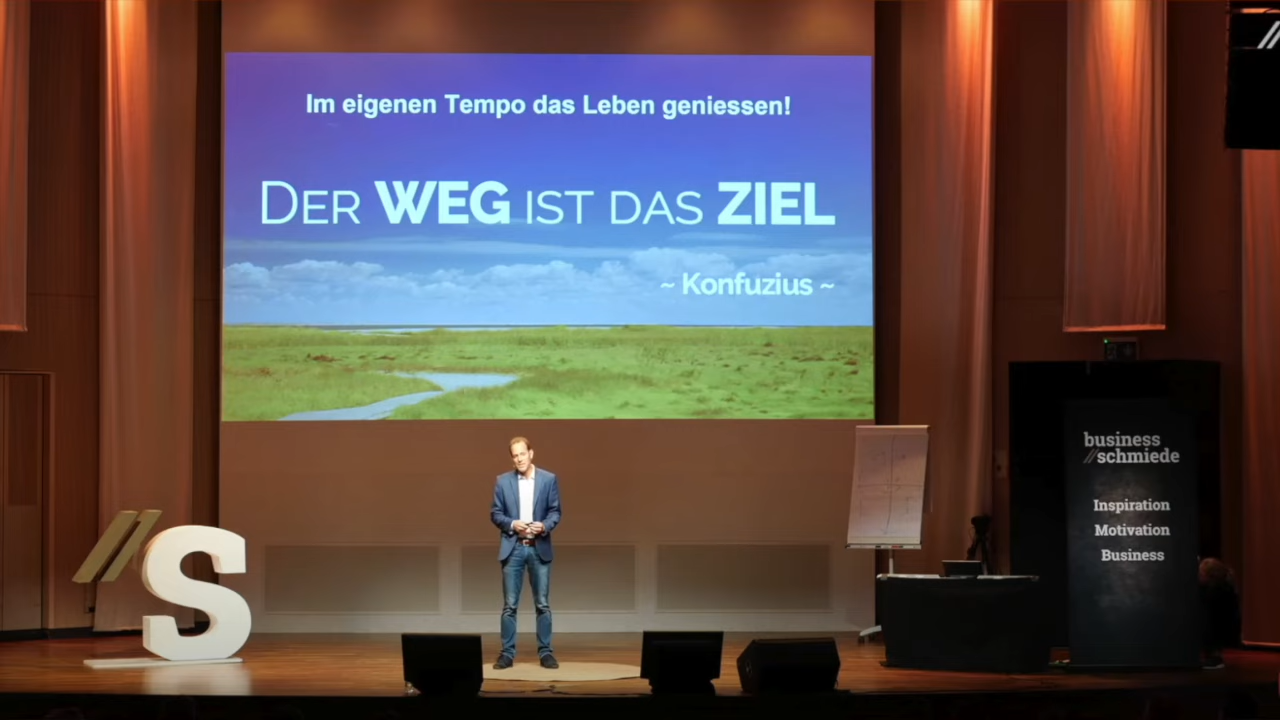 Im eigenen Tempo das Leben geniessen!
DER WEG IST DAS ZIEL
~ Konfuzius ~
//S
business
//schmiede
Inspiration
Motivation
Business